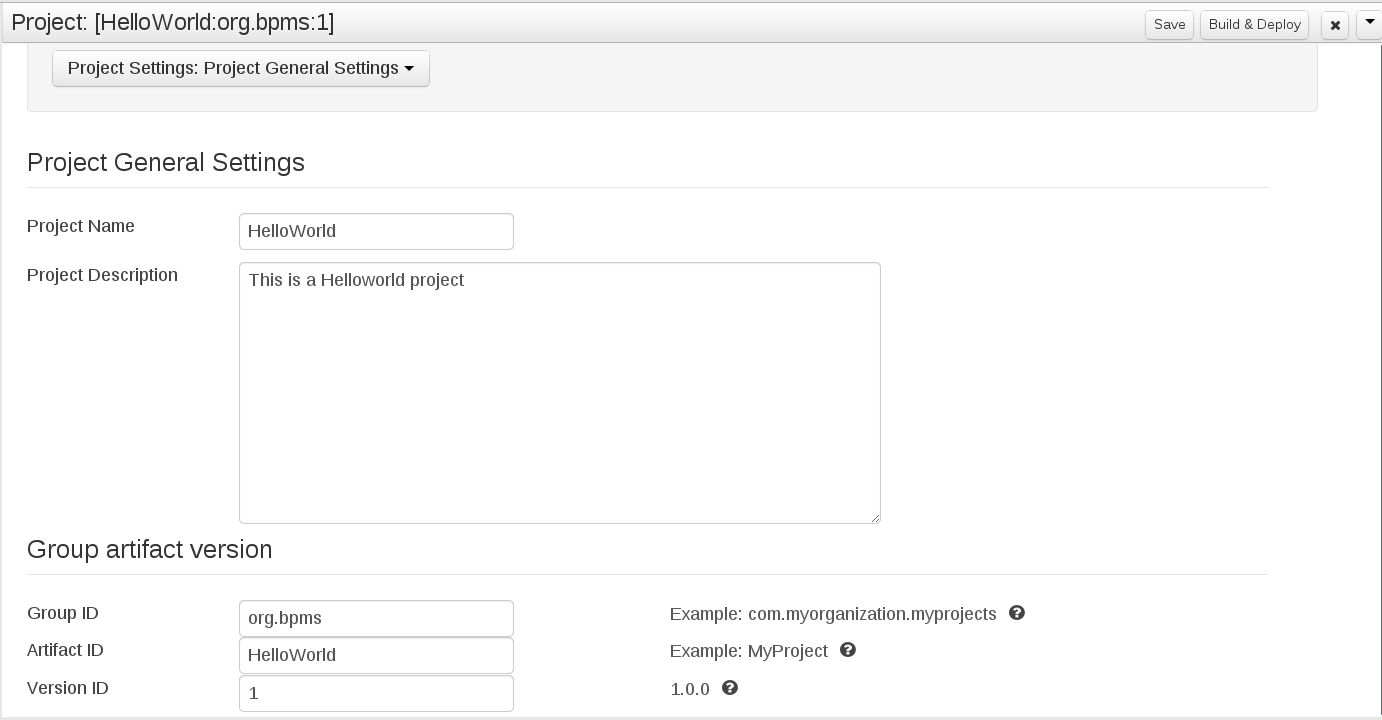 Project: [HelloWorld:org.bpms:1]
Save
Build & Deploy
Project Settings: Project General Settings
Project General Settings
Project Name
HelloWorld
Project Description
This is a Helloworld project
Group artifact version
Group ID
org.bpms
Example: com.myorganization.myprojects
Artifact ID
HelloWorld
Example: MyProject
Version ID
1
1.0.0